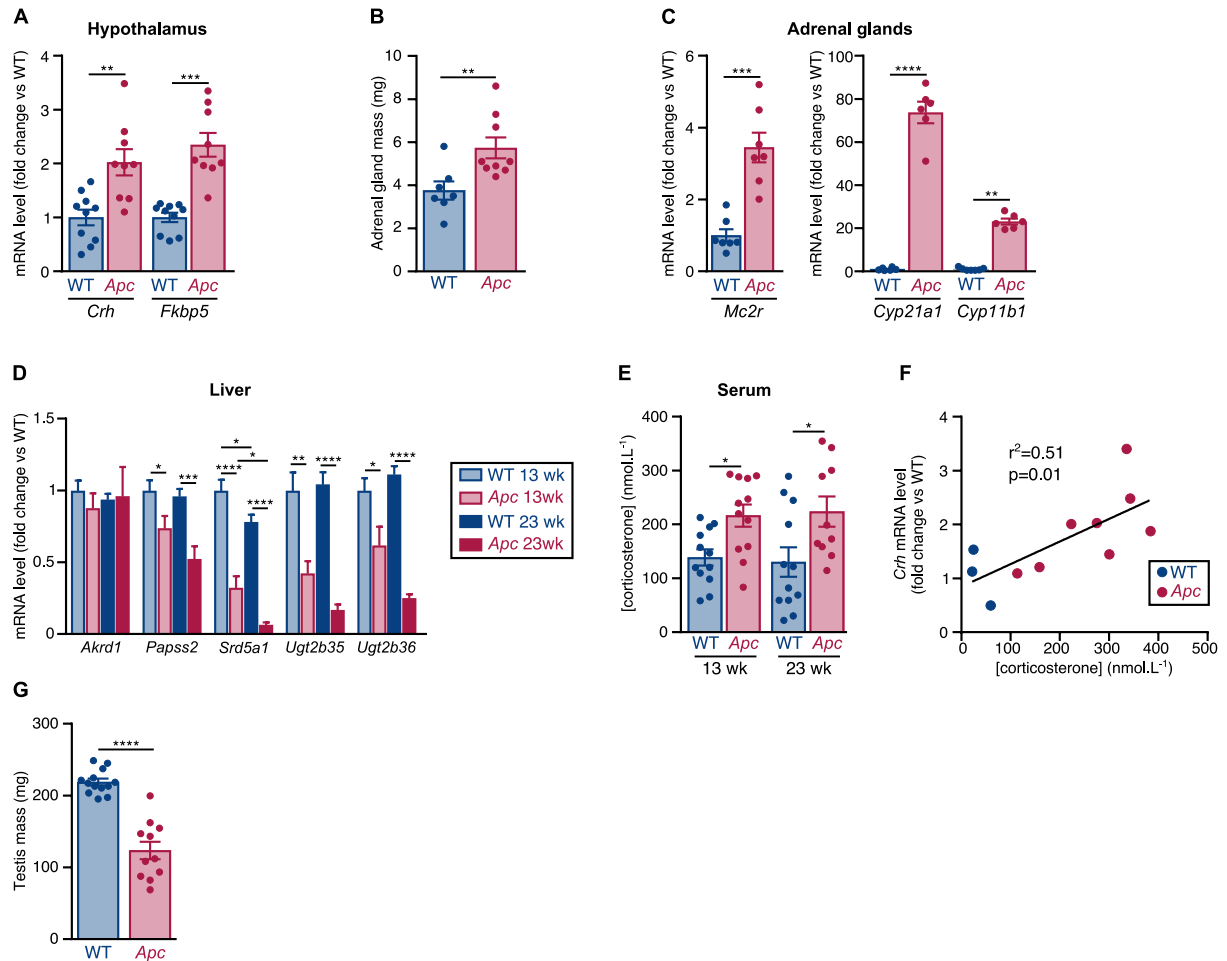 A
Hypothalamus
mRNA level (fold change vs WT)
4
3
2
1
0
**
***
WT Apc WT Apc
Crh Fkbp5
B
Adrenal gland mass (mg)
10
8
6
4
2
0
**
WT Apc
C
Adrenal glands
mRNA level (fold change vs WT)
6
4
2
0
***
WT Apc
Mc2r
mRNA level (fold change vs WT)
100
80
60
40
20
0
****
**
WT Apc WT Apc
Cyp21a1 Cyp11b1
D
Liver
mRNA level (fold change vs WT)
1.5
1
0.5
0
* *** **** * * **** ** **** * ****
Akrd1 Papss2 Srd5a1 Ugt2b35 Ugt2b36
WT 13 wk
Apc 13wk
WT 23 wk
Apc 23wk
E
Serum
[corticosterone] (nmol.L-1)
400
300
200
100
0
*
*
WT Apc WT Apc
13 wk 23 wk
F
Crh mRNA level
(fold change vs WT)
4
3
2
1
0
r²=0.51
p=0.01
WT
Apc
0 100 200 300 400 500
[corticosterone] (nmol.L-1)
G
Testis mass (mg)
300
200
100
0
****
WT Apc